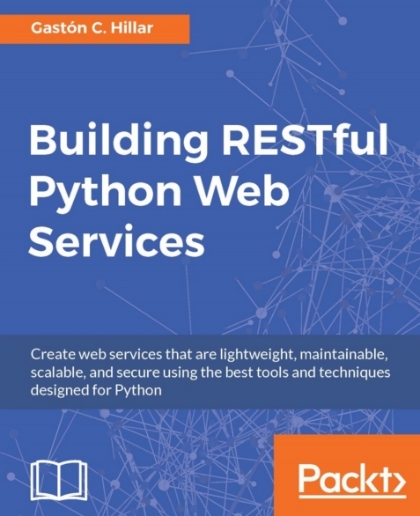 Gastón C. Hillar
Building RESTful
Python Web
Services
Create web services that are lightweight, maintainable,
scalable, and secure using the best tools and techniques
designed for Python
Packt>